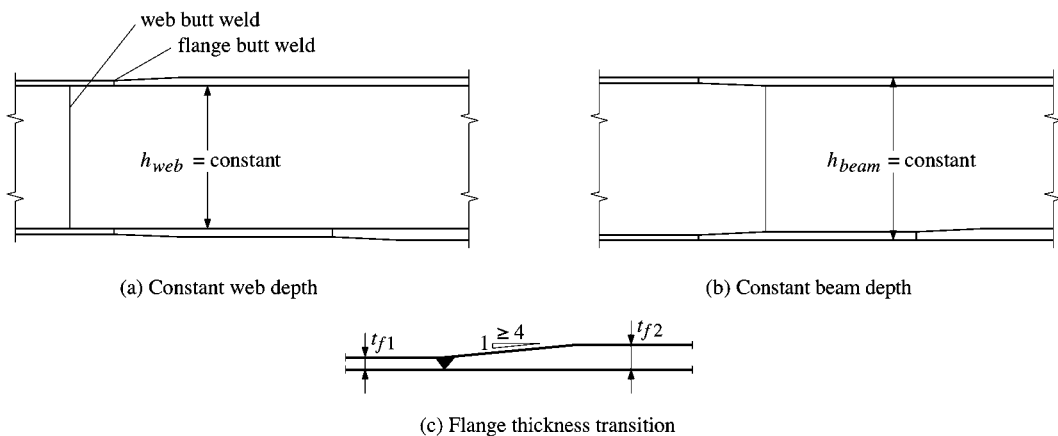 web butt weld
flange butt weld
h_web = constant
h_beam = constant
(a) Constant web depth
(b) Constant beam depth
t_f1
1
≥ 4
t_f2
(c) Flange thickness transition